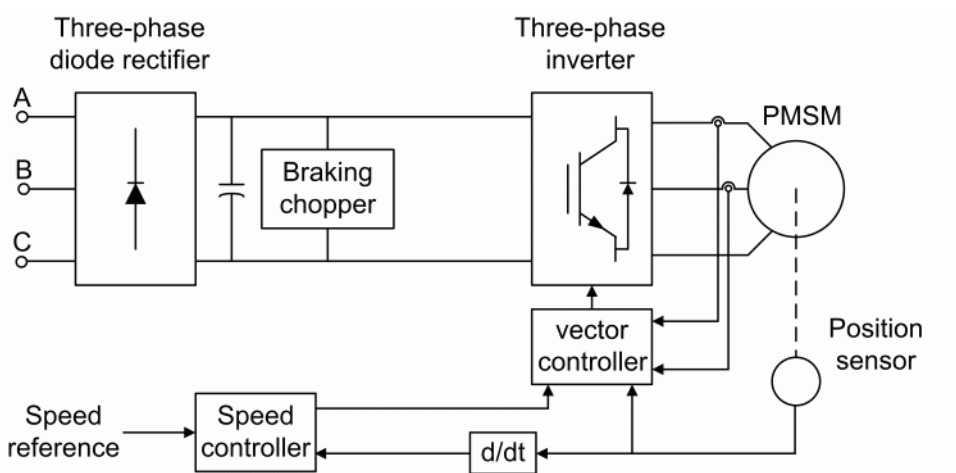 Three-phase
diode rectifier
Three-phase
inverter
A
B
C
Braking
chopper
PMSM
vector
controller
Position
sensor
Speed
reference
Speed
controller
d/dt